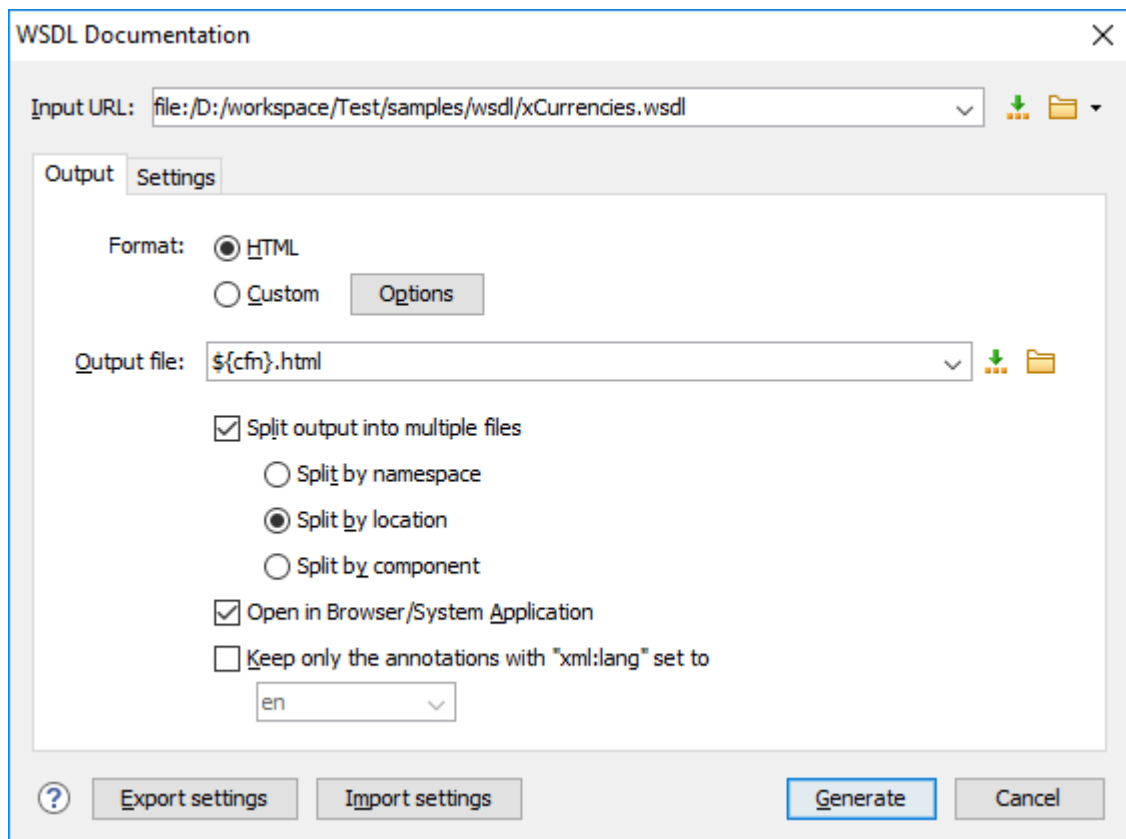 WSDL Documentation
Input URL: file:/D:/workspace/Test/samples/wsdl/xCurrencies.wsdl
Output Settings
Format: HTML
Custom Options
Output file: ${cfn}.html
Split output into multiple files
Split by namespace
Split by location
Split by component
Open in Browser/System Application
Keep only the annotations with "xml:lang" set to
en
? Export settings Import settings Generate Cancel